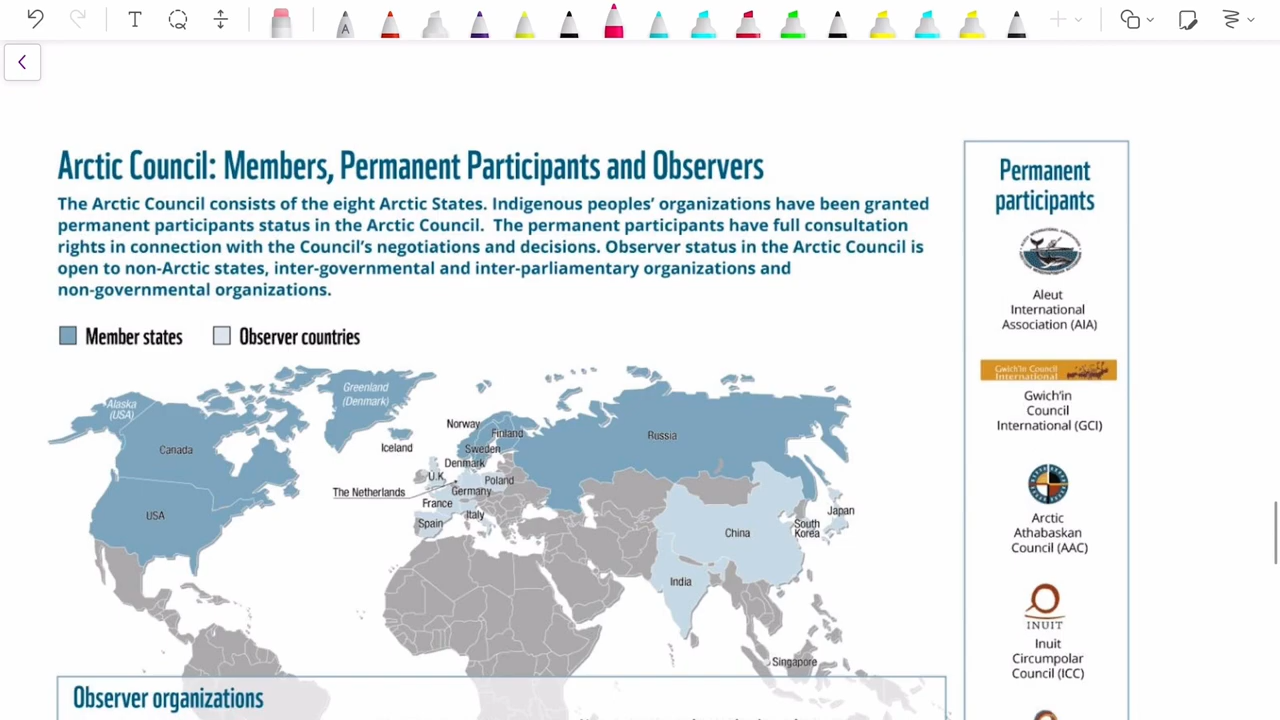 T
A
Arctic Council: Members, Permanent Participants and Observers
The Arctic Council consists of the eight Arctic States. Indigenous peoples' organizations have been granted
permanent participants status in the Arctic Council. The permanent participants have full consultation
rights in connection with the Council's negotiations and decisions. Observer status in the Arctic Council is
open to non-Arctic states, inter-governmental and inter-parliamentary organizations and
non-governmental organizations.
Member states
Observer countries
Greenland
(Denmark)
Alaska
(USA)
Canada
USA
Iceland
Norway
Finland
Sweden
Denmark
Russia
U.K.
Poland
The Netherlands
Germany
France
Italy
Spain
China
South
Korea
Japan
India
Singapore
Observer organizations
Permanent
participants
Aleut
International
Association (AIA)
Gwich'in Council
International
Gwich'in
Council
International (GCI)
Arctic
Athabaskan
Council (AAC)
INUIT
Inuit
Circumpolar
Council (ICC)